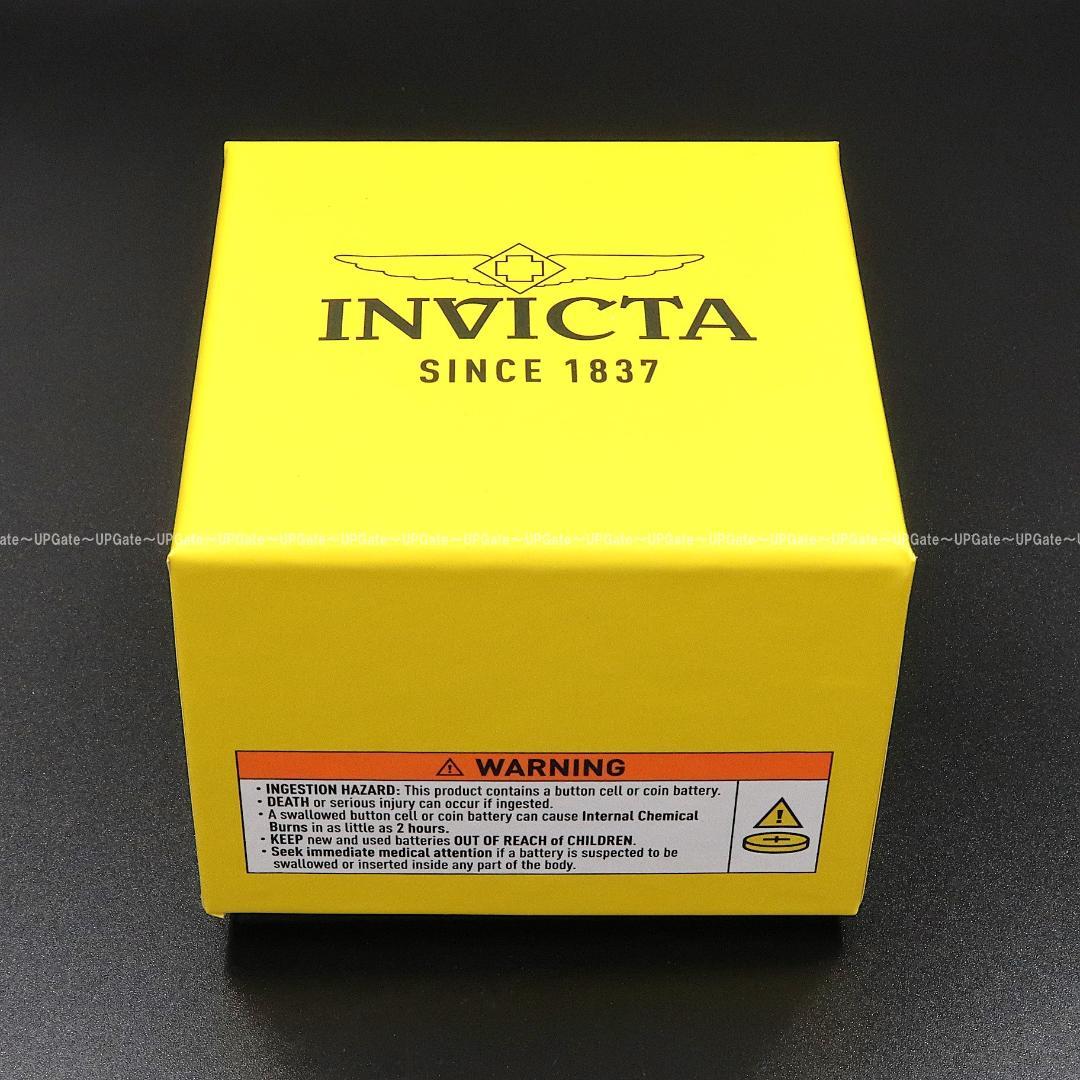 INVICTA
SINCE 1837
ate～UPGate～UPGate～UPGate～UPGate～UPGate～UPGate～UPGate～UPGate～UPGate～UPGate～UPGate～UPGate～UPGate～UPGate～UPGate～UPGate～UPGate～U
⚠ WARNING
• INGESTION HAZARD: This product contains a button cell or coin battery.
• DEATH or serious injury can occur if ingested.
• A swallowed button cell or coin battery can cause Internal Chemical
Burns in as little as 2 hours.
• KEEP new and used batteries OUT OF REACH of CHILDREN.
• Seek immediate medical attention if a battery is suspected to be
swallowed or inserted inside any part of the body.